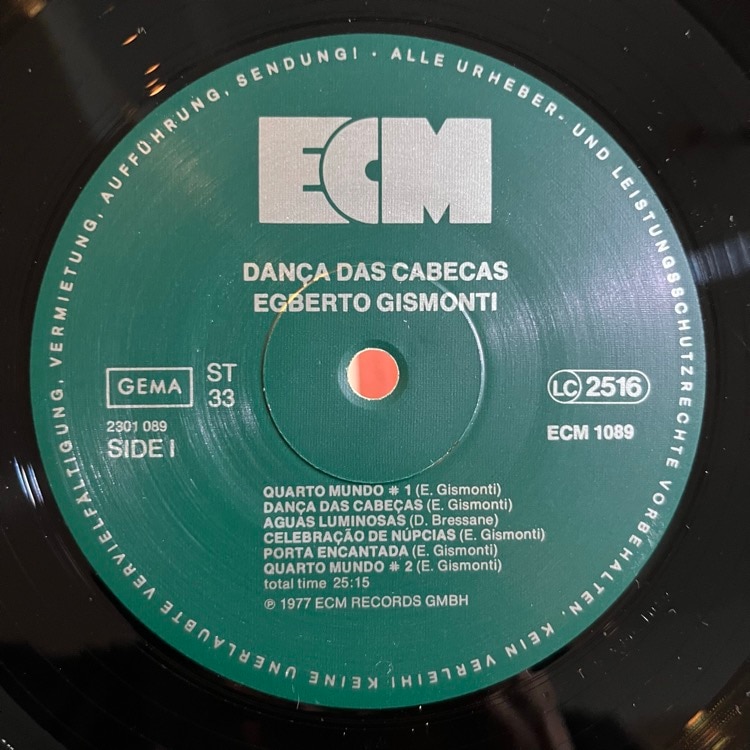 ECM
DANÇA DAS CABECAS
EGBERTO GISMONTI
GEMA
ST
33
2301 089
SIDE I
LC 2516
ECM 1089
QUARTO MUNDO # 1 (E. Gismonti)
DANÇA DAS CABEÇAS (E. Gismonti)
AGUAS LUMINOSAS (D. Bressane)
CELEBRAÇÃO DE NÚPCIAS (E. Gismonti)
PORTA ENCANTADA (E. Gismonti)
QUARTO MUNDO # 2 (E. Gismonti)
total time 25:15
℗ 1977 ECM RECORDS GMBH
ALLE URHEBER- UND LEISTUNGSSCHUTZRECHTE VORBEHALTEN. KEIN VERLEIH! KEINE UNERLAUBTE VERVIELFÄLTIGUNG, VERMIETUNG, AUFFÜHRUNG, SENDUNG! ·